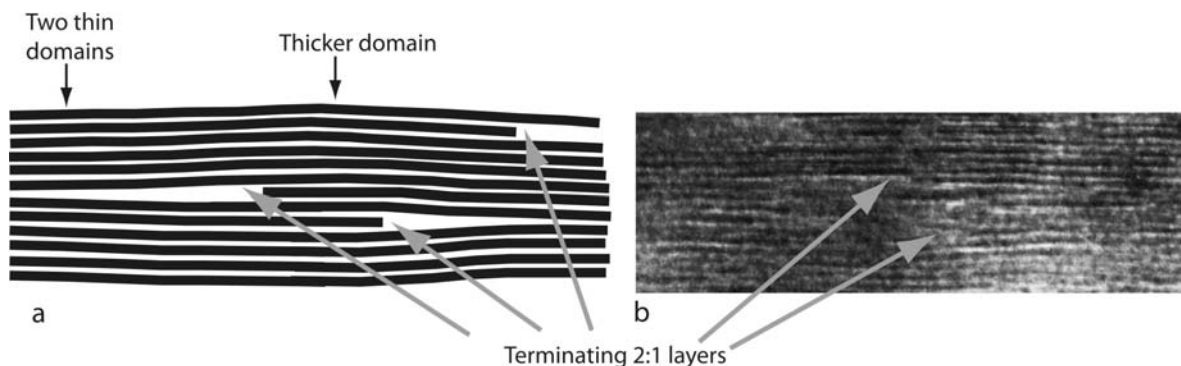 Two thin
domains
Thicker domain
a
b
Terminating 2:1 layers